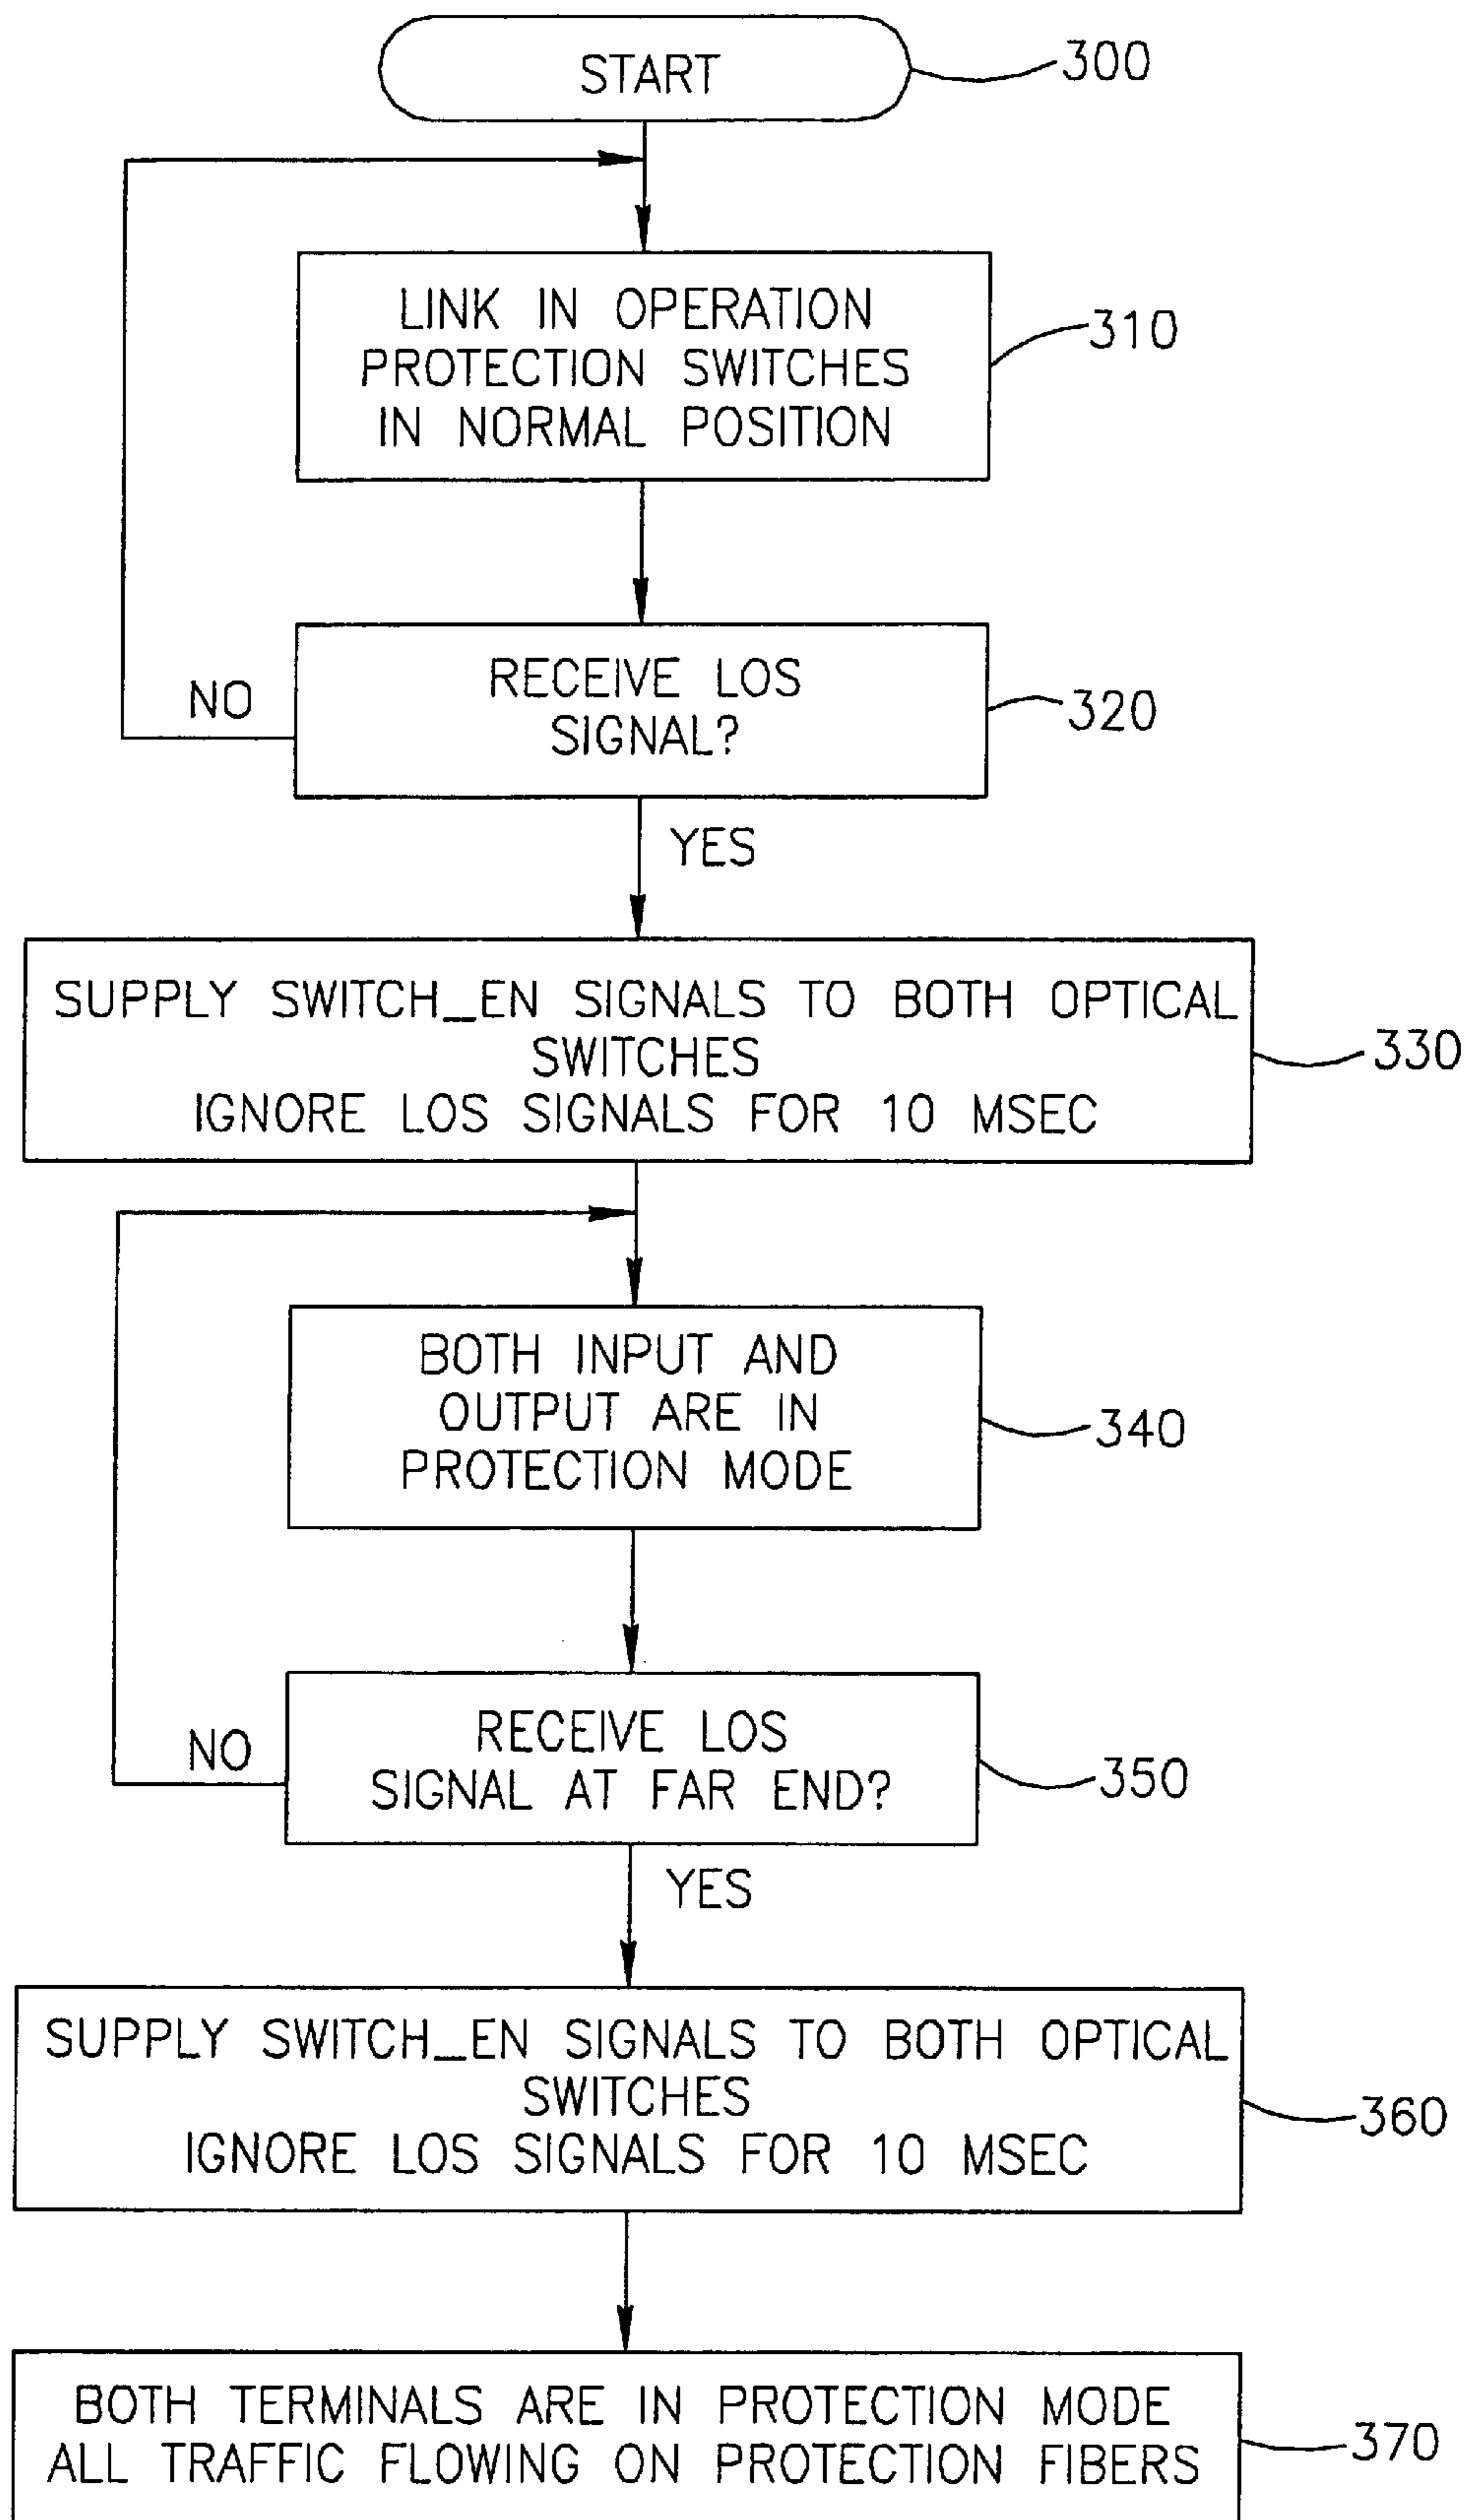 START
300
LINK IN OPERATION
PROTECTION SWITCHES
IN NORMAL POSITION
310
RECEIVE LOS
SIGNAL?
320
NO
YES
SUPPLY SWITCH_EN SIGNALS TO BOTH OPTICAL
SWITCHES
IGNORE LOS SIGNALS FOR 10 MSEC
330
BOTH INPUT AND
OUTPUT ARE IN
PROTECTION MODE
340
RECEIVE LOS
SIGNAL AT FAR END?
350
NO
YES
SUPPLY SWITCH_EN SIGNALS TO BOTH OPTICAL
SWITCHES
IGNORE LOS SIGNALS FOR 10 MSEC
360
BOTH TERMINALS ARE IN PROTECTION MODE
ALL TRAFFIC FLOWING ON PROTECTION FIBERS
370